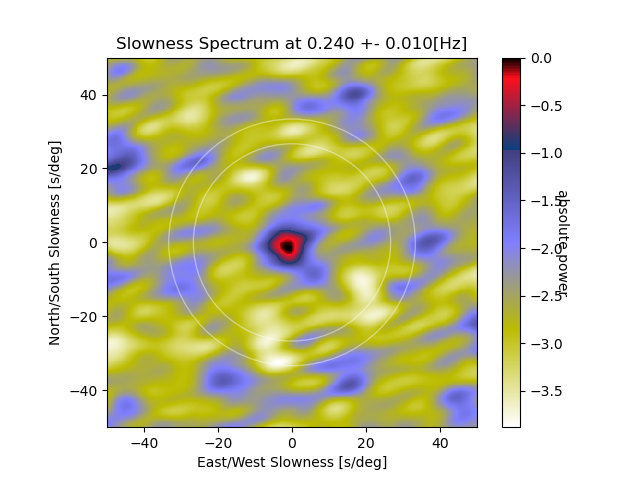 Slowness Spectrum at 0.240 +- 0.010[Hz]
North/South Slowness [s/deg]
40
20
0
−20
−40
−40 −20 0 20 40
East/West Slowness [s/deg]
0.0
−0.5
−1.0
−1.5
−2.0
−2.5
−3.0
−3.5
absolute power